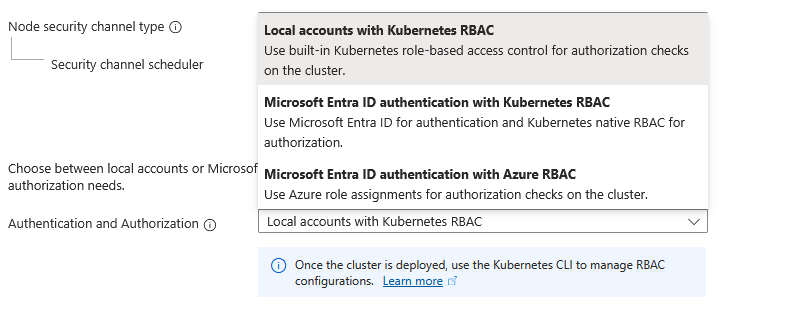 Node security channel type
Local accounts with Kubernetes RBAC
Use built-in Kubernetes role-based access control for authorization checks
on the cluster.
Security channel scheduler
Microsoft Entra ID authentication with Kubernetes RBAC
Use Microsoft Entra ID for authentication and Kubernetes native RBAC for
authorization.
Microsoft Entra ID authentication with Azure RBAC
Use Azure role assignments for authorization checks on the cluster.
Choose between local accounts or Microsof
authorization needs.
Authentication and Authorization
Local accounts with Kubernetes RBAC
Once the cluster is deployed, use the Kubernetes CLI to manage RBAC
configurations. Learn more